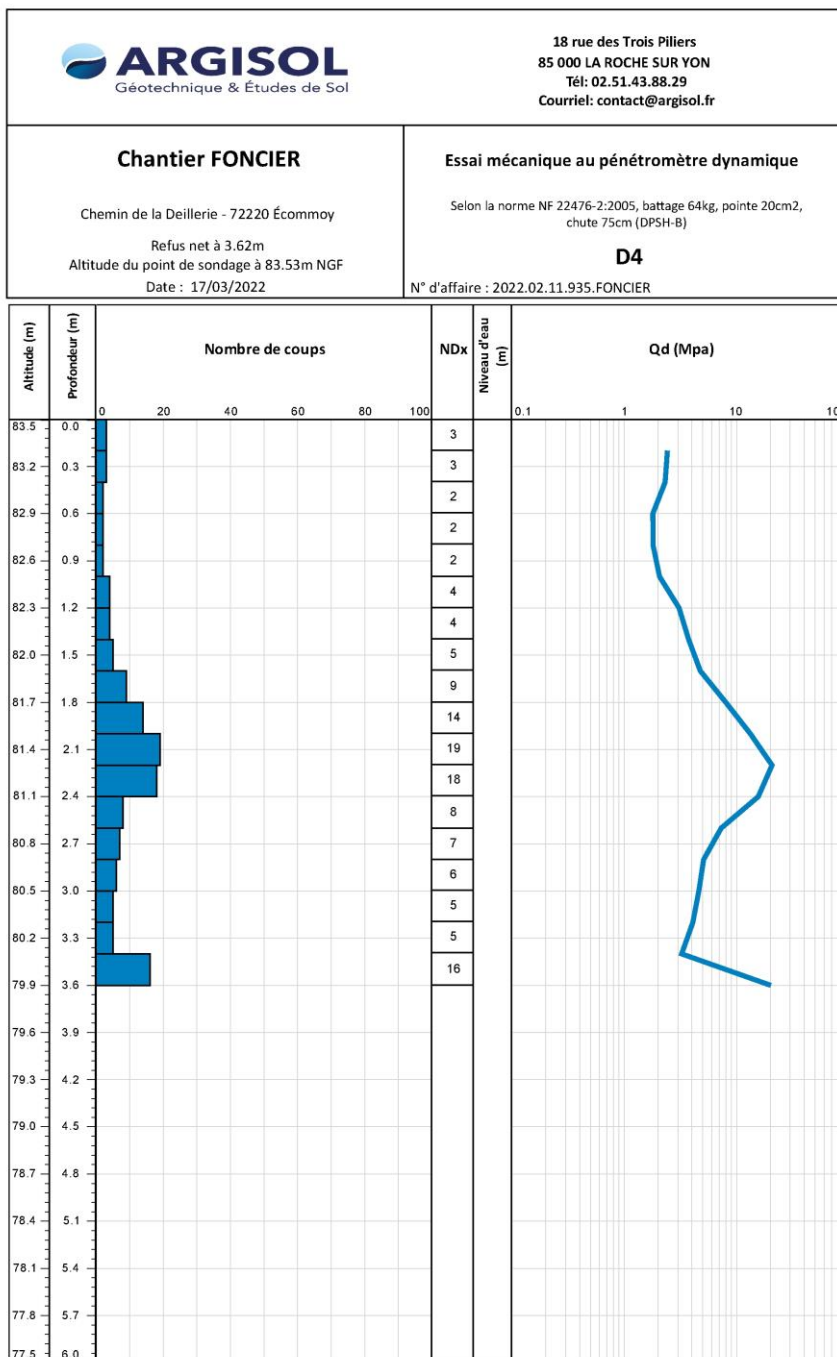 ARGISOL
Géotechnique & Études de Sol
18 rue des Trois Piliers
85 000 LA ROCHE SUR YON
Tél: 02.51.43.88.29
Courriel: contact@argisol.fr
Chantier FONCIER
Chemin de la Deillerie - 72220 Écommoy
Refus net à 3.62m
Altitude du point de sondage à 83.53m NGF
Date : 17/03/2022
Essai mécanique au pénétromètre dynamique
Selon la norme NF 22476-2:2005, battage 64kg, pointe 20cm2,
chute 75cm (DPSH-B)
D4
N° d'affaire : 2022.02.11.935.FONCIER
Altitude (m)
Profondeur (m)
Nombre de coups
NDx
Niveau d'eau
(m)
Qd (Mpa)
0 20 40 60 80 100
0.1 1 10 10
83.5 0.0
3
83.2 0.3
3
2
82.9 0.6
2
82.6 0.9
2
4
82.3 1.2
4
82.0 1.5
5
9
81.7 1.8
14
81.4 2.1
19
18
81.1 2.4
8
80.8 2.7
7
6
80.5 3.0
5
80.2 3.3
5
16
79.9 3.6
79.6 3.9
79.3 4.2
79.0 4.5
78.7 4.8
78.4 5.1
78.1 5.4
77.8 5.7
77.5 6.0